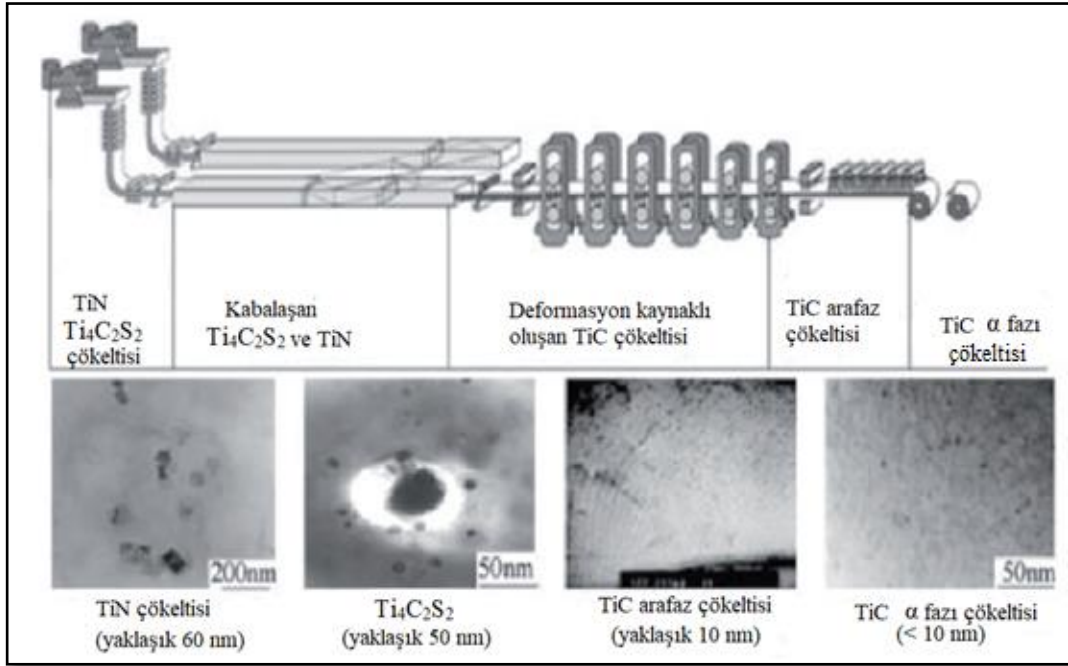 TiN
Ti4C2S2
çökeltisi
Kabalaşan
Ti4C2S2 ve TiN
Deformasyon kaynaklı
oluşan TiC çökeltisi
TiC arafaz
çökeltisi
TiC α fazı
çökeltisi
200nm
50nm
50nm
TiN çökeltisi
(yaklaşık 60 nm)
Ti4C2S2
(yaklaşık 50 nm)
TiC arafaz çökeltisi
(yaklaşık 10 nm)
TiC α fazı çökeltisi
(< 10 nm)